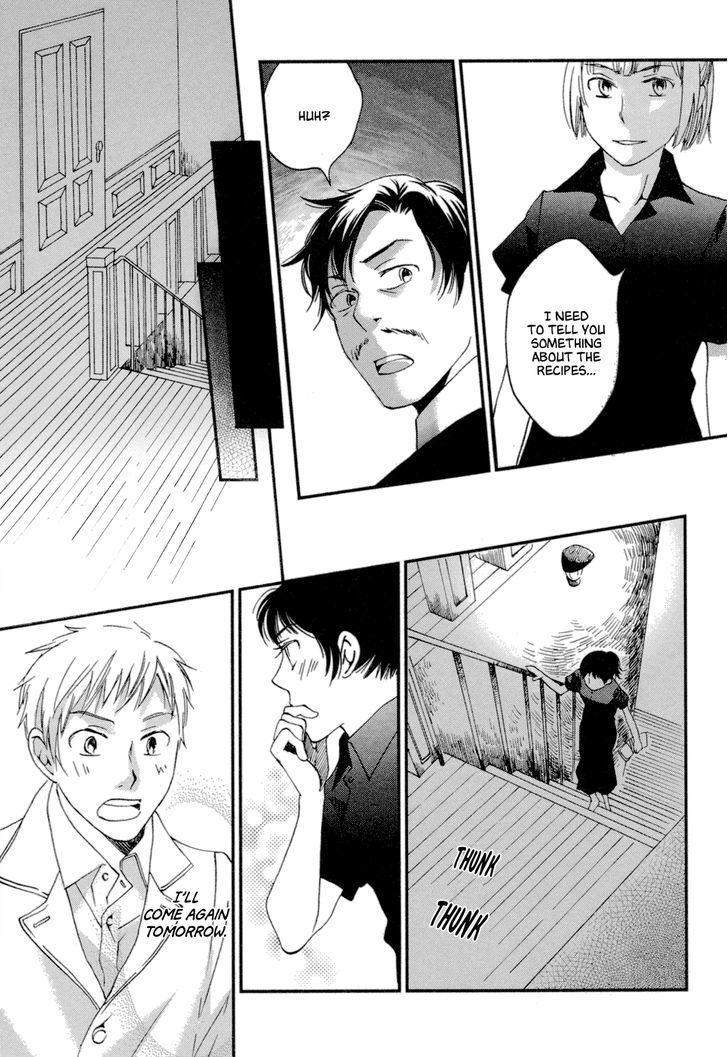 I NEED
TO TELL YOU
SOMETHING
ABOUT THE
RECIPES...
HUH?
THUNK
THUNK
I'LL
COME AGAIN
TOMORROW.